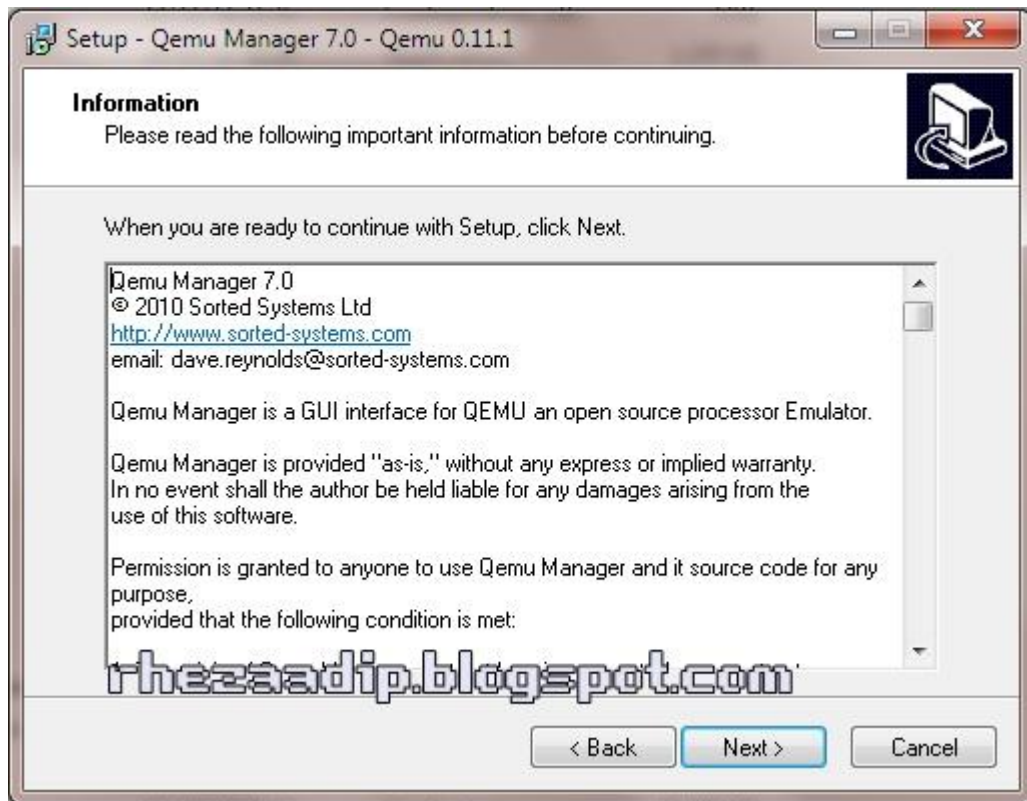 Setup - Qemu Manager 7.0 - Qemu 0.11.1
Information
Please read the following important information before continuing.
When you are ready to continue with Setup, click Next.
Qemu Manager 7.0
© 2010 Sorted Systems Ltd
http://www.sorted-systems.com
email: dave.reynolds@sorted-systems.com
Qemu Manager is a GUI interface for QEMU an open source processor Emulator.
Qemu Manager is provided "as-is," without any express or implied warranty.
In no event shall the author be held liable for any damages arising from the
use of this software.
Permission is granted to anyone to use Qemu Manager and it source code for any
purpose,
provided that the following condition is met:
rhezaadip.blogspot.com
< Back
Next >
Cancel